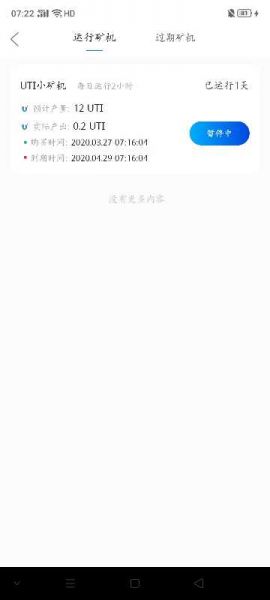 07:22 HD 83
运行矿机 过期矿机
UTI小矿机 每日运行2小时 已运行1天
预计产量: 12 UTI
实际产出: 0.2 UTI
暂停中
购买时间: 2020.03.27 07:16:04
到期时间: 2020.04.29 07:16:04
没有更多内容